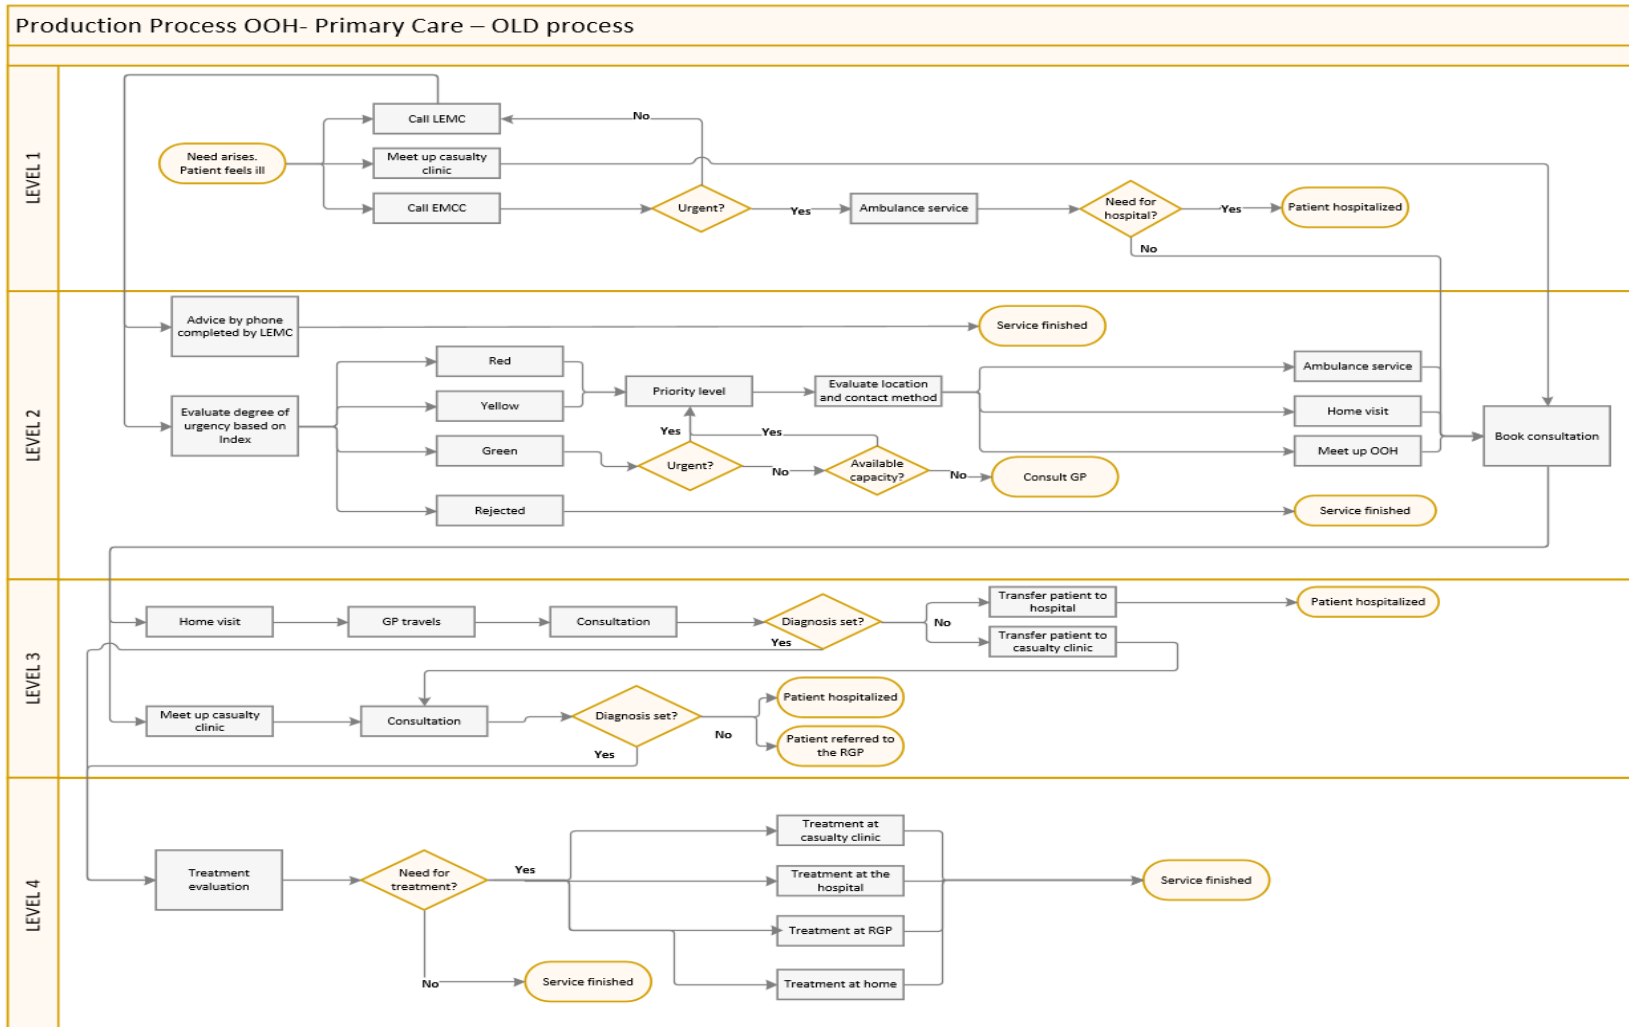 Production Process OOH- Primary Care – OLD process
LEVEL 1
Need arises.
Patient feels ill
Call LEMC
Meet up casualty
clinic
Call EMCC
No
Urgent?
Yes
Ambulance service
Need for
hospital?
Yes
Patient hospitalized
No
LEVEL 2
Advice by phone
completed by LEMC
Service finished
Evaluate degree of
urgency based on
Index
Red
Yellow
Green
Rejected
Priority level
Yes
Yes
Urgent?
No
Available
capacity?
No
Consult GP
Evaluate location
and contact method
Ambulance service
Home visit
Meet up OOH
Service finished
Book consultation
LEVEL 3
Home visit
GP travels
Consultation
Diagnosis set?
Yes
No
Transfer patient to
hospital
Patient hospitalized
Transfer patient to
casualty clinic
Meet up casualty
clinic
Consultation
Diagnosis set?
Yes
No
Patient hospitalized
Patient referred to
the RGP
LEVEL 4
Treatment
evaluation
Need for
treatment?
Yes
No
Service finished
Treatment at
casualty clinic
Treatment at the
hospital
Treatment at RGP
Treatment at home
Service finished